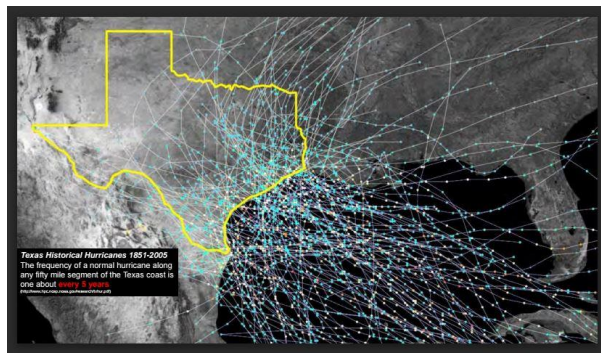 Texas Historical Hurricanes 1851-2005
The frequency of a normal hurricane along
any fifty mile segment of the Texas coast is
one about every 5 years